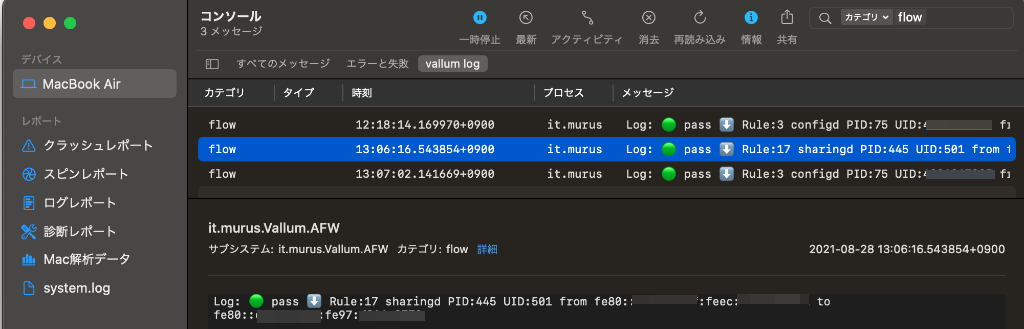 コンソール
3 メッセージ
一時停止 最新 アクティビティ 消去 再読み込み 情報 共有
カテゴリ flow
すべてのメッセージ エラーと失敗 vallum log
デバイス
MacBook Air
レポート
クラッシュレポート
スピンレポート
ログレポート
診断レポート
Mac解析データ
system.log
カテゴリ タイプ 時刻 プロセス メッセージ
flow 12:18:14.169970+0900 it.murus Log: 🟢 pass ⬇️ Rule:3 configd PID:75 UID:
flow 13:06:16.543854+0900 it.murus Log: 🟢 pass ⬇️ Rule:17 sharingd PID:445 UID:501 from
flow 13:07:02.141669+0900 it.murus Log: 🟢 pass ⬇️ Rule:3 configd PID:75 UID:
it.murus.Vallum.AFW
サブシステム: it.murus.Vallum.AFW カテゴリ: flow 詳細 2021-08-28 13:06:16.543854+0900
Log: 🟢 pass ⬇️ Rule:17 sharingd PID:445 UID:501 from fe80:: :feec: to
fe80:: :fe97: